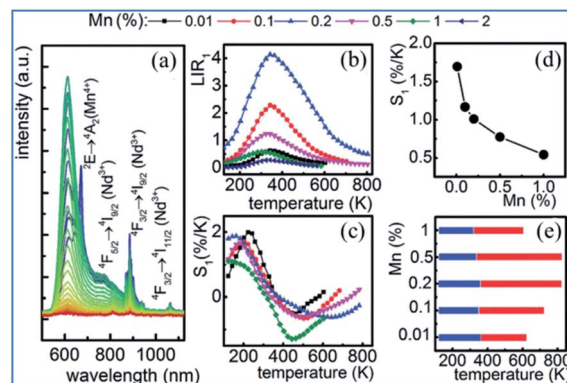 Mn (%): 0.01 0.1 0.2 0.5 1 2
(a)
intensity (a.u.)
²E→⁴A₂(Mn⁴⁺)
⁴F₅/₂→⁴I₉/₂ (Nd³⁺)
⁴F₃/₂→⁴I₉/₂ (Nd³⁺)
⁴F₃/₂→⁴I₁₁/₂ (Nd³⁺)
600 800 1000
wavelength (nm)
(b)
LIR₁
4
3
2
1
0
200 400 600 800
temperature (K)
(c)
S₁(%/K)
2
0
200 400 600 800
temperature (K)
(d)
S₁ (%/K)
2.0
1.5
1.0
0.5
0.0 0.5 1.0
Mn (%)
(e)
Mn (%)
1
0.5
0.2
0.1
0.01
200 400 600 800
temperature (K)